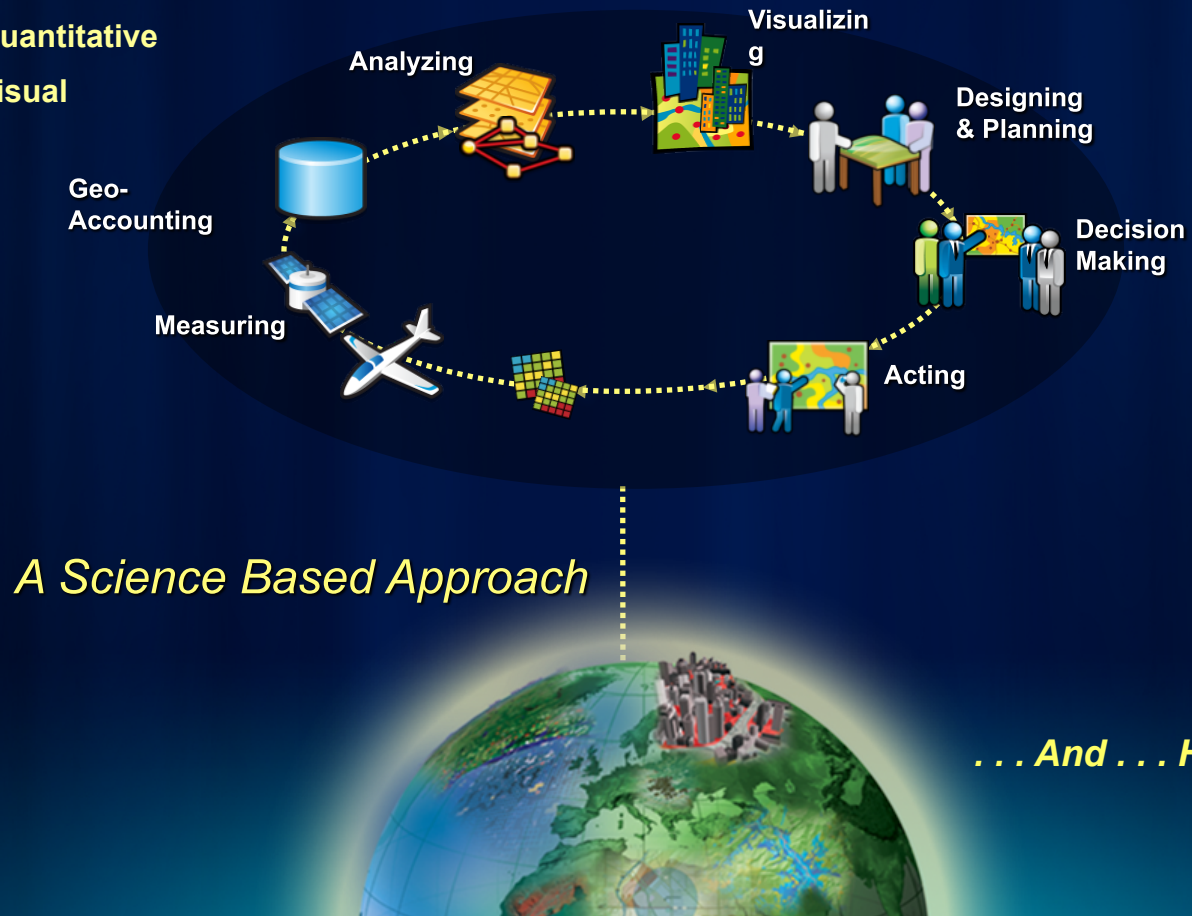 uantitative
isual
Visualizin
g
Analyzing
Designing
& Planning
Geo-
Accounting
Decision
Making
Measuring
Acting
A Science Based Approach
. . . And . . . H